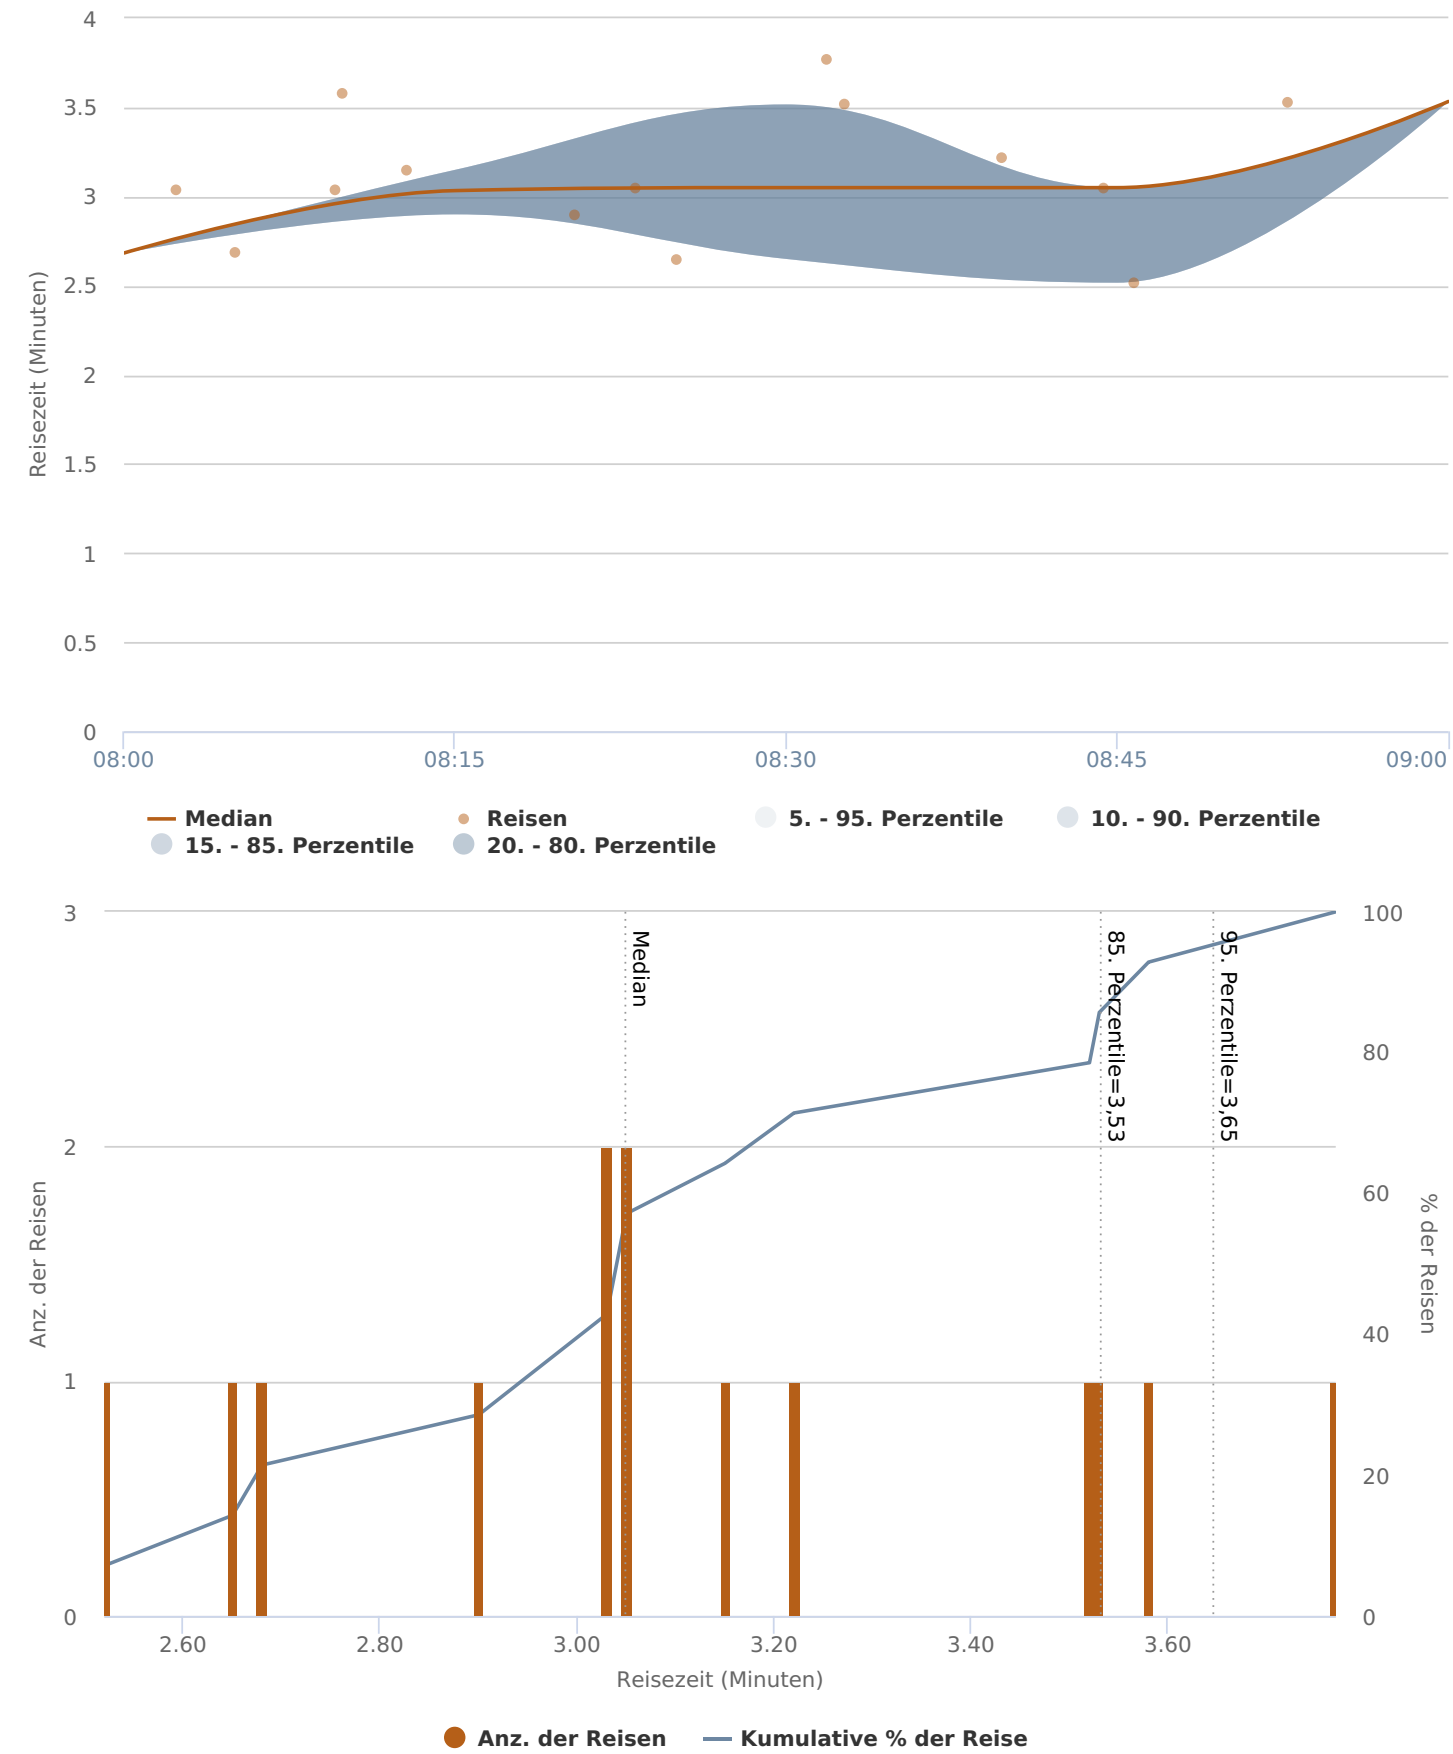 4
3.5
3
2.5
2
1.5
1
0.5
0
Reisezeit (Minuten)
08:00 08:15 08:30 08:45 09:00
Median Reisen 5. - 95. Perzentile 10. - 90. Perzentile
15. - 85. Perzentile 20. - 80. Perzentile
3
2
1
0
Anz. der Reisen
Median
85. Perzentile=3,53
95. Perzentile=3,65
100
80
60
40
20
0
% der Reisen
2.60 2.80 3.00 3.20 3.40 3.60
Reisezeit (Minuten)
Anz. der Reisen Kumulative % der Reise